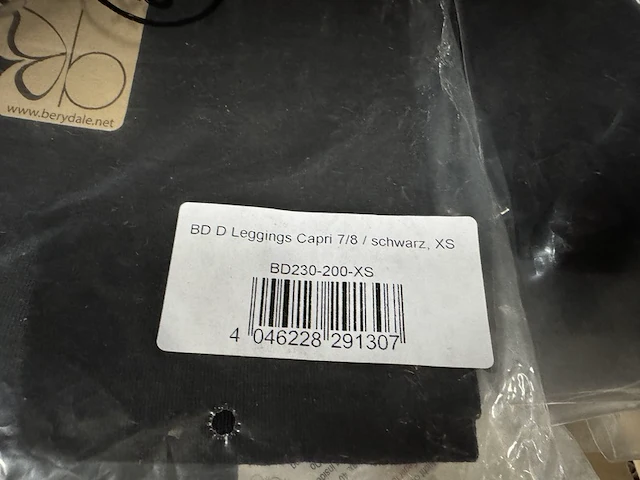 www.berydale.net
BD D Leggings Capri 7/8 / schwarz, XS
BD230-200-XS
4 046228 291307